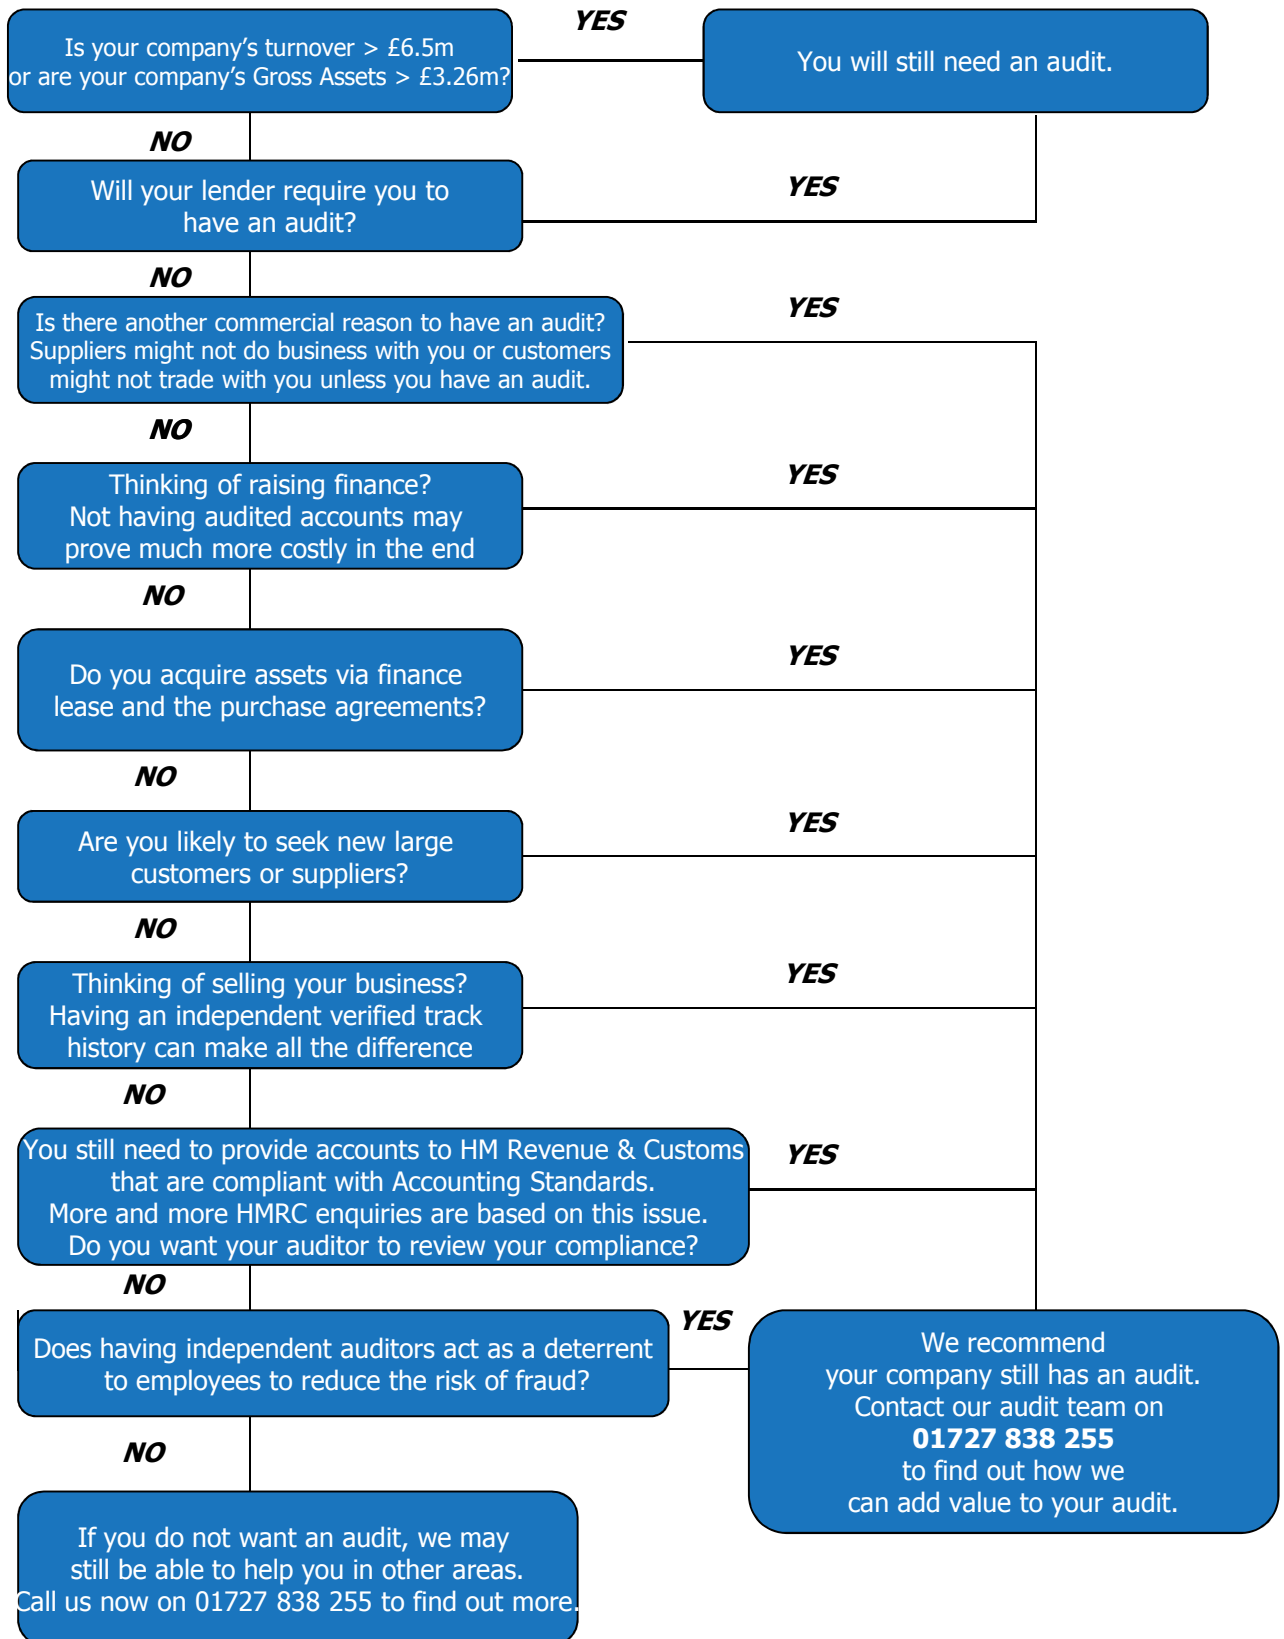 YES
Is your company's turnover > £6.5m
or are your company's Gross Assets > £3.26m?
You will still need an audit.
NO
YES
Will your lender require you to
have an audit?
NO
YES
Is there another commercial reason to have an audit?
Suppliers might not do business with you or customers
might not trade with you unless you have an audit.
NO
YES
Thinking of raising finance?
Not having audited accounts may
prove much more costly in the end
NO
YES
Do you acquire assets via finance
lease and the purchase agreements?
NO
YES
Are you likely to seek new large
customers or suppliers?
NO
YES
Thinking of selling your business?
Having an independent verified track
history can make all the difference
NO
YES
You still need to provide accounts to HM Revenue & Customs
that are compliant with Accounting Standards.
More and more HMRC enquiries are based on this issue.
Do you want your auditor to review your compliance?
NO
YES
Does having independent auditors act as a deterrent
to employees to reduce the risk of fraud?
We recommend
your company still has an audit.
Contact our audit team on
01727 838 255
to find out how we
can add value to your audit.
NO
If you do not want an audit, we may
still be able to help you in other areas.
Call us now on 01727 838 255 to find out more.